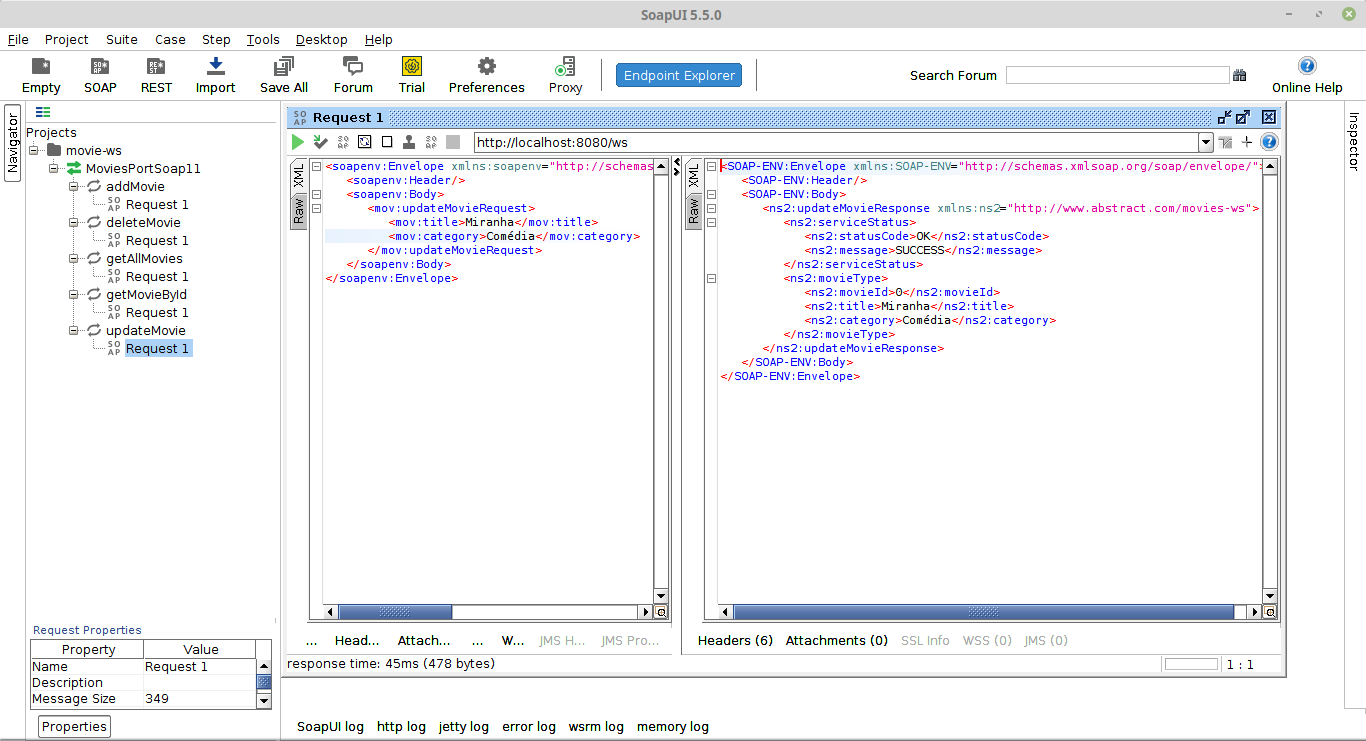 SoapUI 5.5.0
File Project Suite Case Step Tools Desktop Help
Empty SOAP REST Import Save All Forum Trial Preferences Proxy Endpoint Explorer Search Forum Online Help
Navigator
Projects
movie-ws
MoviesPortSoap11
addMovie
Request 1
deleteMovie
Request 1
getAllMovies
Request 1
getMovieById
Request 1
updateMovie
Request 1
Request Properties
Property Value
Name Request 1
Description
Message Size 349
Properties
Request 1
http://localhost:8080/ws
XML
Raw
<soapenv:Envelope xmlns:soapenv="http://schemas
<soapenv:Header/>
<soapenv:Body>
<mov:updateMovieRequest>
<mov:title>Miranha</mov:title>
<mov:category>Comédia</mov:category>
</mov:updateMovieRequest>
</soapenv:Body>
</soapenv:Envelope>
XML
Raw
<SOAP-ENV:Envelope xmlns:SOAP-ENV="http://schemas.xmlsoap.org/soap/envelope/">
<SOAP-ENV:Header/>
<SOAP-ENV:Body>
<ns2:updateMovieResponse xmlns:ns2="http://www.abstract.com/movies-ws">
<ns2:serviceStatus>
<ns2:statusCode>OK</ns2:statusCode>
<ns2:message>SUCCESS</ns2:message>
</ns2:serviceStatus>
<ns2:movieType>
<ns2:movieId>0</ns2:movieId>
<ns2:title>Miranha</ns2:title>
<ns2:category>Comédia</ns2:category>
</ns2:movieType>
</ns2:updateMovieResponse>
</SOAP-ENV:Body>
</SOAP-ENV:Envelope>
... Head... Attach... ... W... JMS H... JMS Pro...
Headers (6) Attachments (0) SSL Info WSS (0) JMS (0)
response time: 45ms (478 bytes)
1 : 1
Inspector
SoapUI log http log jetty log error log wsrm log memory log